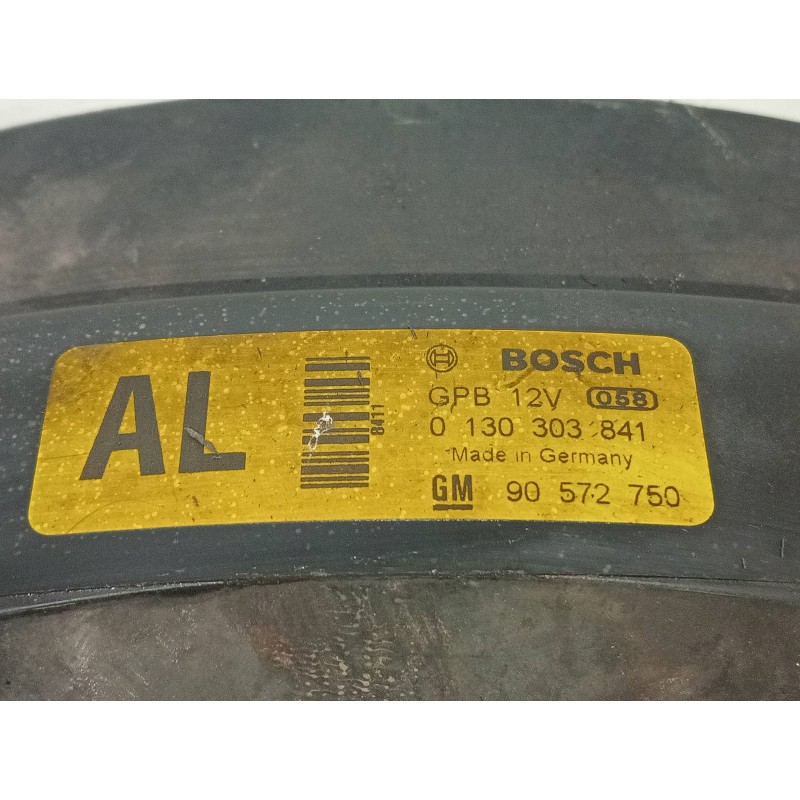 AL
8411
BOSCH
GPB 12V 058
0 130 303 841
Made in Germany
GM 90 572 750